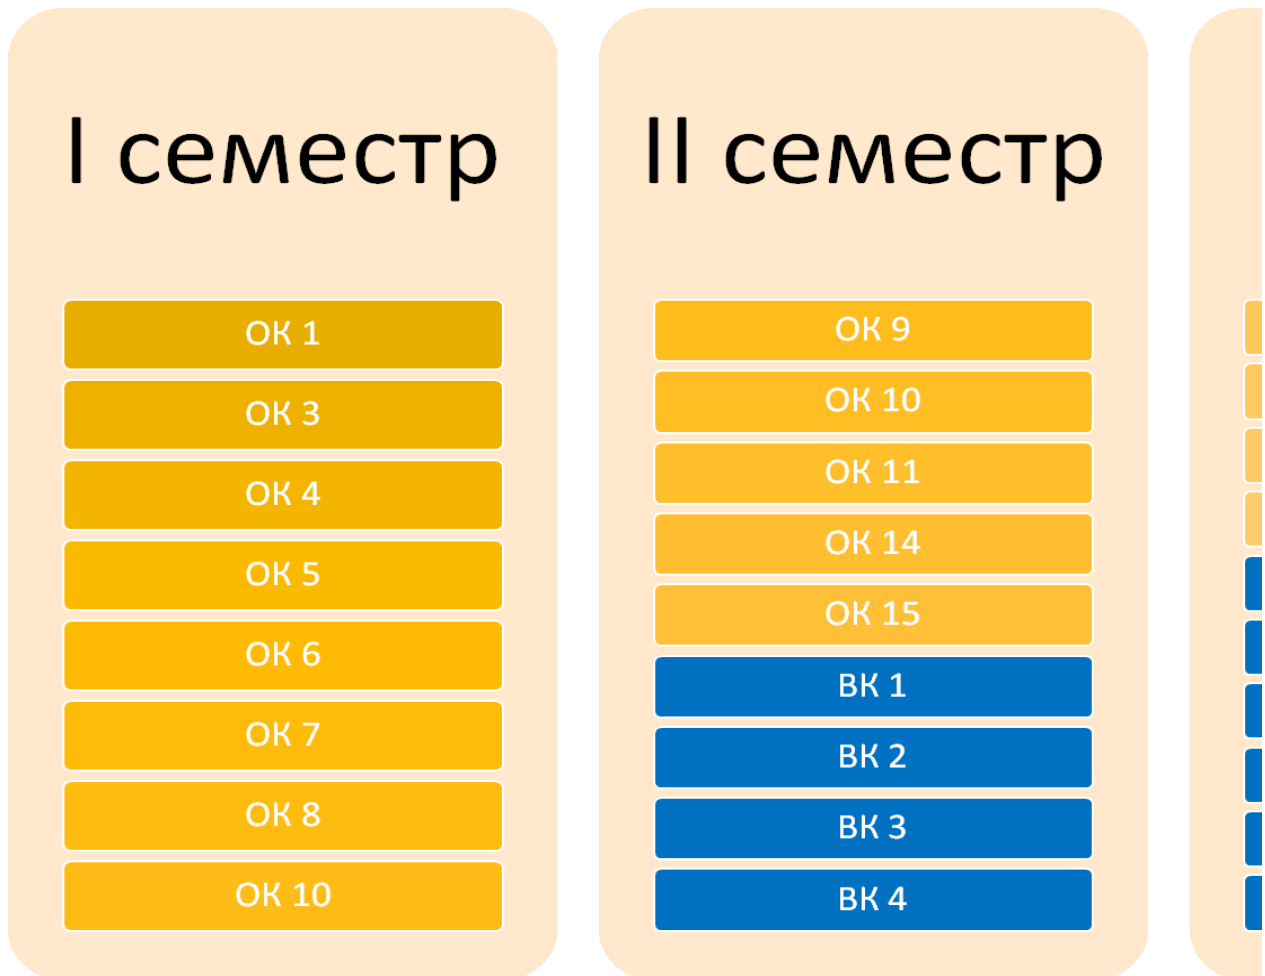 I семестр
ОК 1
ОК 3
ОК 4
ОК 5
ОК 6
ОК 7
ОК 8
ОК 10
II семестр
ОК 9
ОК 10
ОК 11
ОК 14
ОК 15
ВК 1
ВК 2
ВК 3
ВК 4